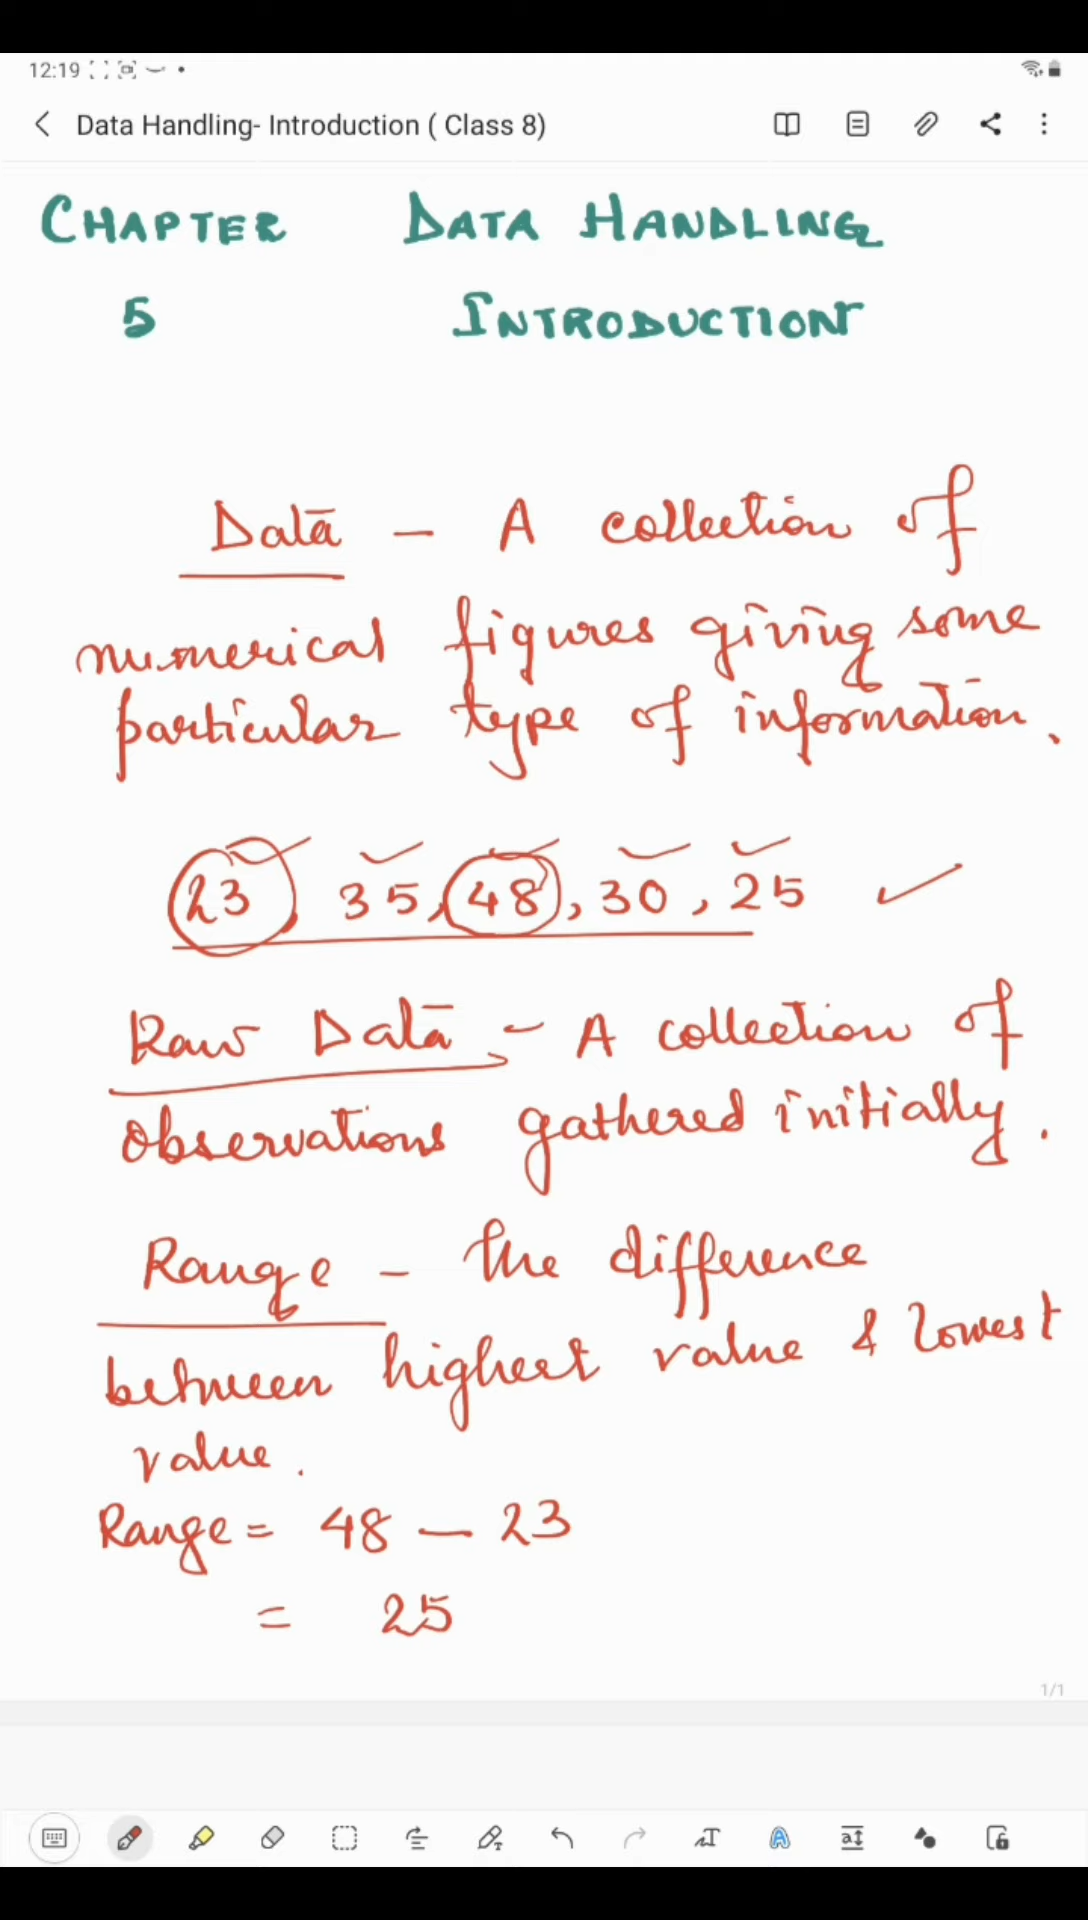 12:19
Data Handling- Introduction ( Class 8)
CHAPTER DATA HANDLING
5 INTRODUCTION
Data - A collection of
numerical figures giving some
particular type of information.
23, 35, 48, 30, 25
Raw Data - A collection of
observations gathered initially.
Range - The difference
between highest value & lowest
value.
Range = 48 - 23
= 25
1/1